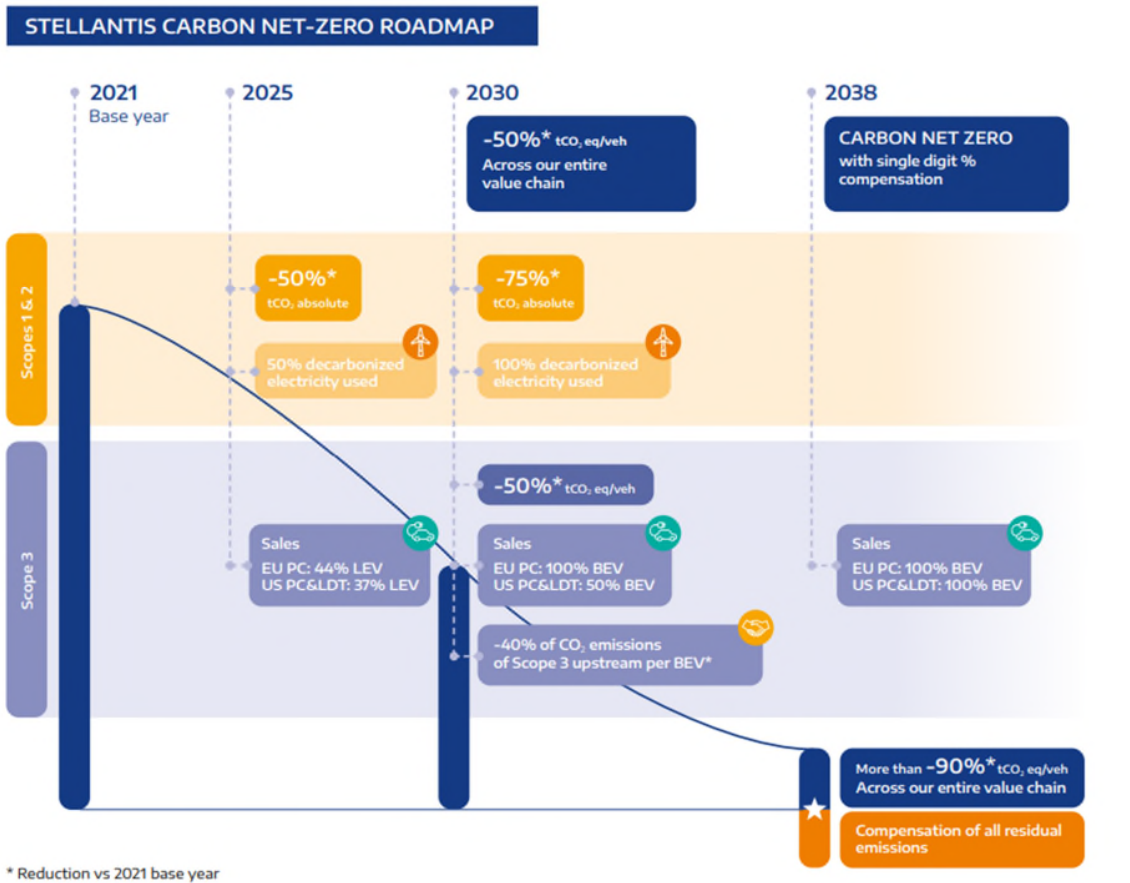 STELLANTIS CARBON NET-ZERO ROADMAP
2021
Base year
2025
2030
2038
-50%* tCO₂ eq/veh
Across our entire
value chain
CARBON NET ZERO
with single digit %
compensation
Scopes 1 & 2
-50%*
tCO₂ absolute
-75%*
tCO₂ absolute
50% decarbonized
electricity used
100% decarbonized
electricity used
Scope 3
-50%* tCO₂ eq/veh
Sales
EU PC: 44% LEV
US PC&LDT: 37% LEV
Sales
EU PC: 100% BEV
US PC&LDT: 50% BEV
Sales
EU PC: 100% BEV
US PC&LDT: 100% BEV
-40% of CO₂ emissions
of Scope 3 upstream per BEV*
More than -90%* tCO₂ eq/veh
Across our entire value chain
Compensation of all residual
emissions
* Reduction vs 2021 base year